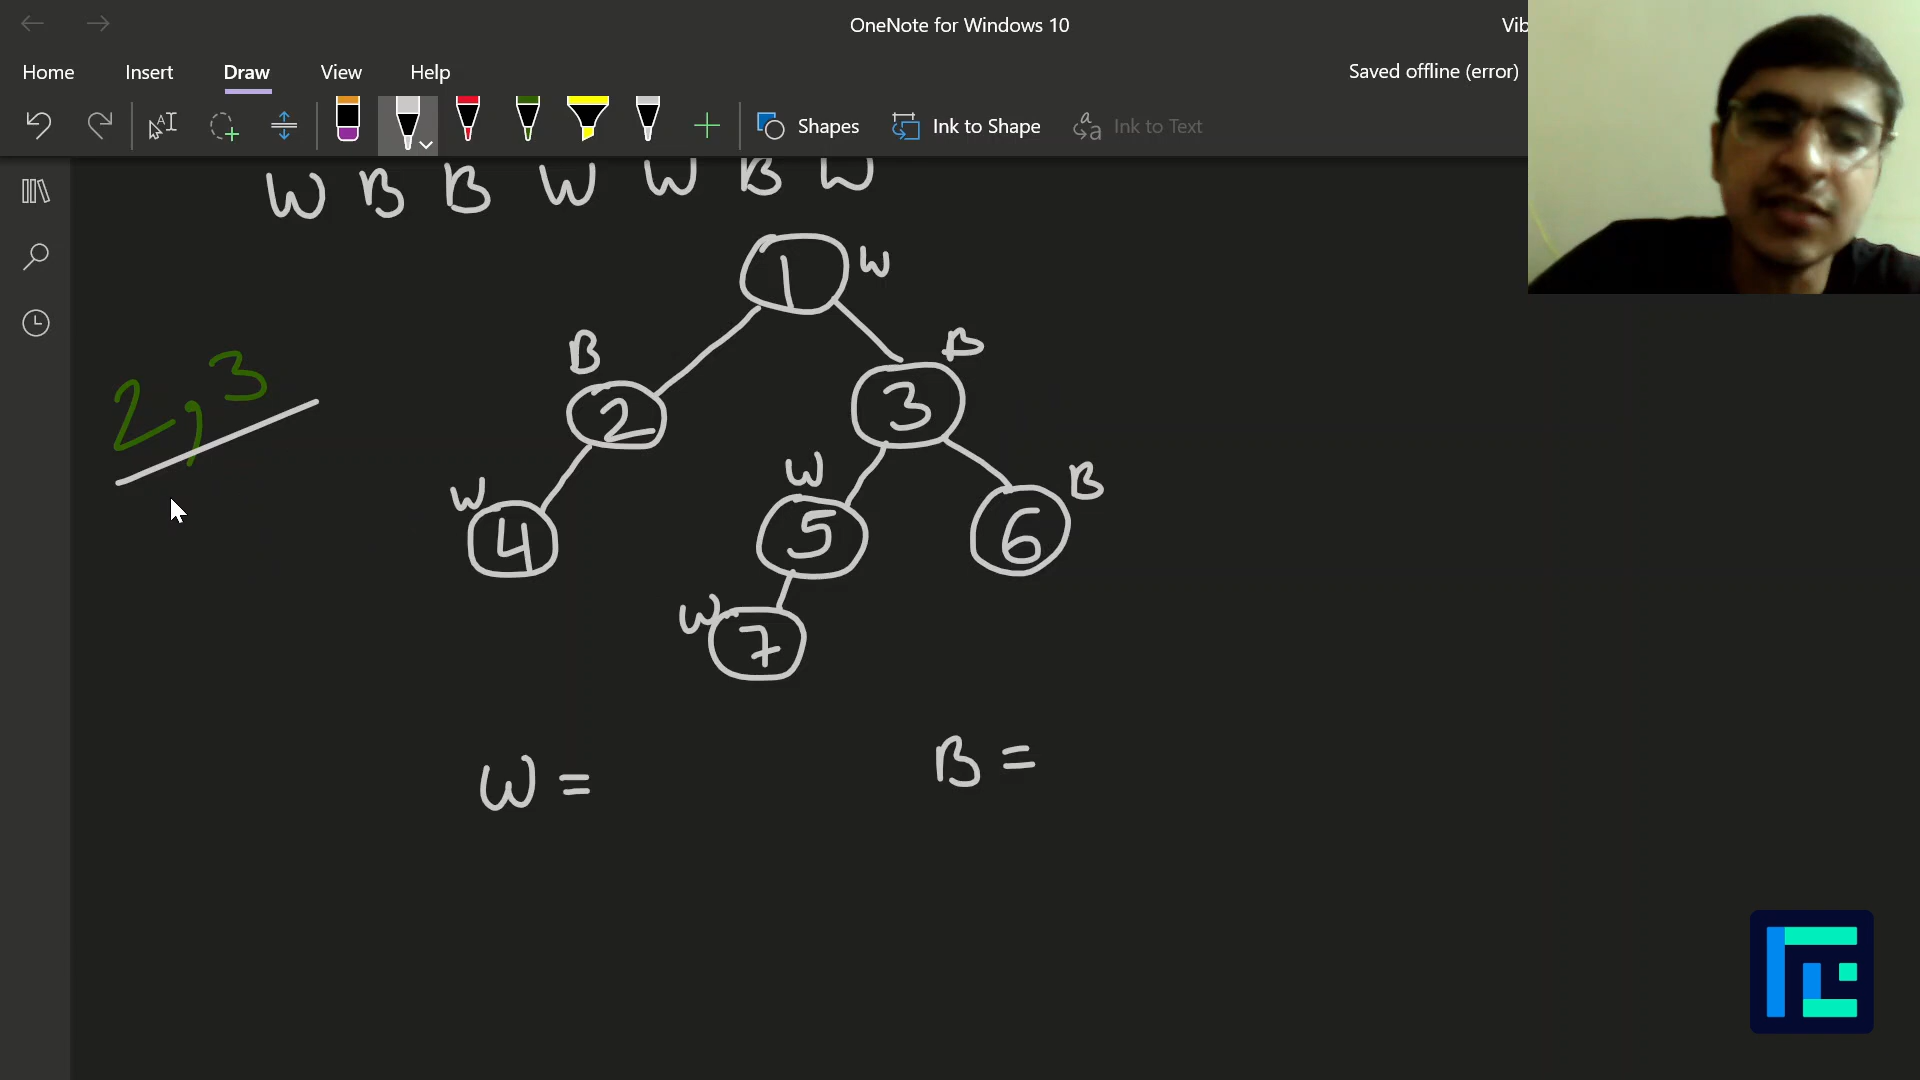 OneNote for Windows 10
Vib
Home Insert Draw View Help
Saved offline (error)
Shapes Ink to Shape Ink to Text
W B B W W B W
1 W
B
2
B
3
2,3
W
4
W
5
B
6
W
7
W =
B =